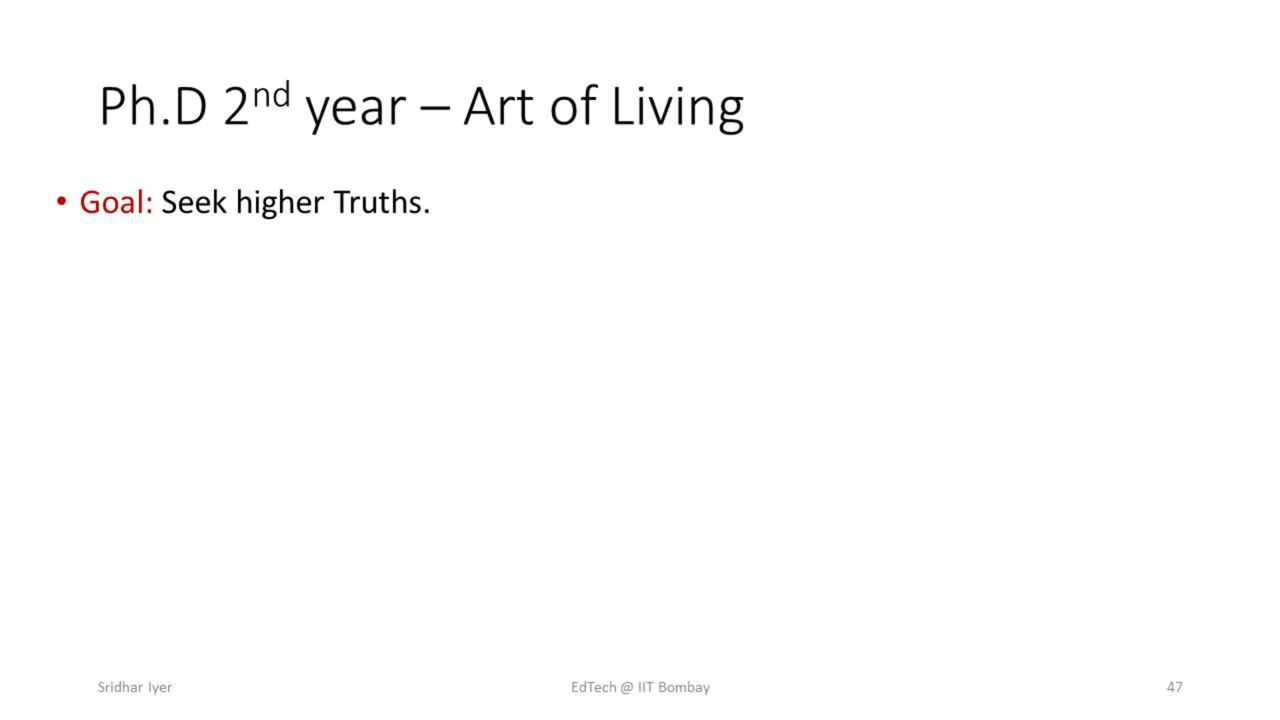 Ph.D 2nd year – Art of Living
• Goal: Seek higher Truths.
Sridhar Iyer
EdTech @ IIT Bombay
47